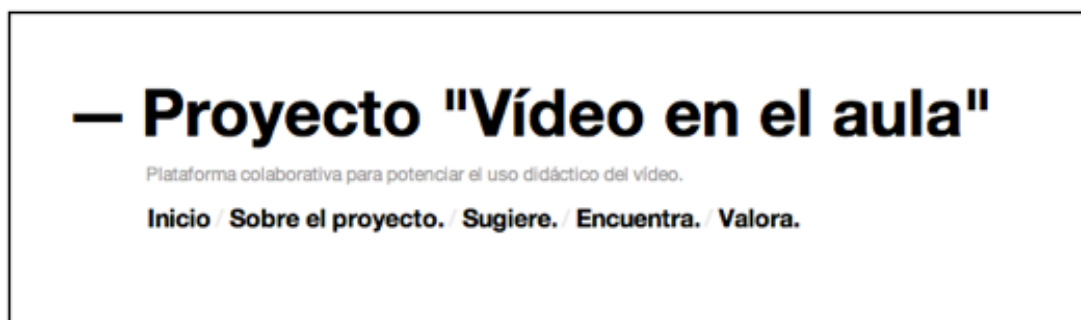 — Proyecto "Vídeo en el aula"
Plataforma colaborativa para potenciar el uso didáctico del vídeo.
Inicio / Sobre el proyecto. / Sugiere. / Encuentra. / Valora.